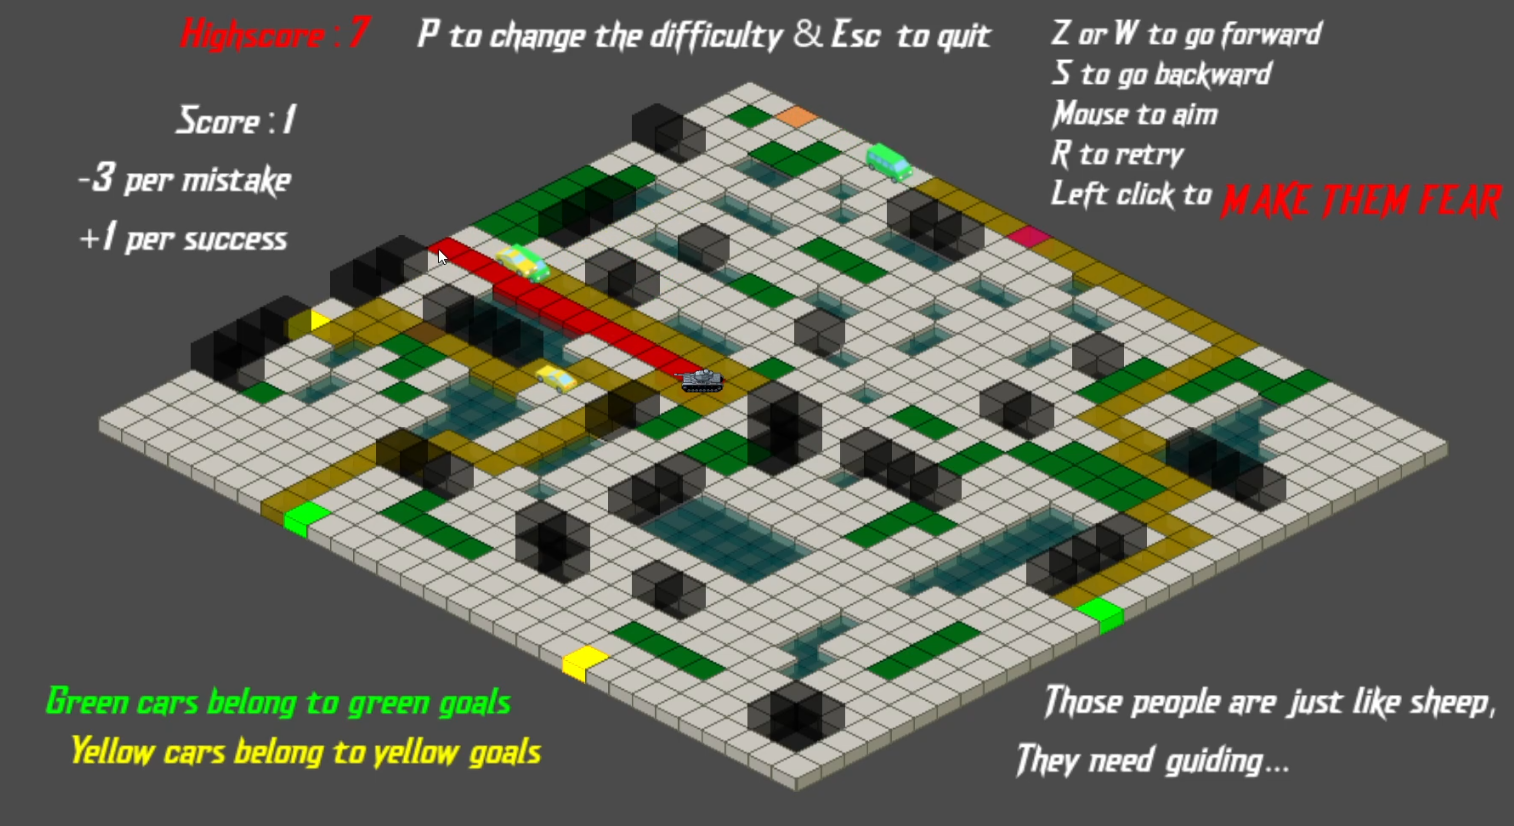 Highscore : 7
P to change the difficulty & Esc to quit
Z or W to go forward
S to go backward
Mouse to aim
R to retry
Left click to MAKE THEM FEAR
Score : 1
-3 per mistake
+1 per success
Green cars belong to green goals
Yellow cars belong to yellow goals
Those people are just like sheep,
They need guiding...